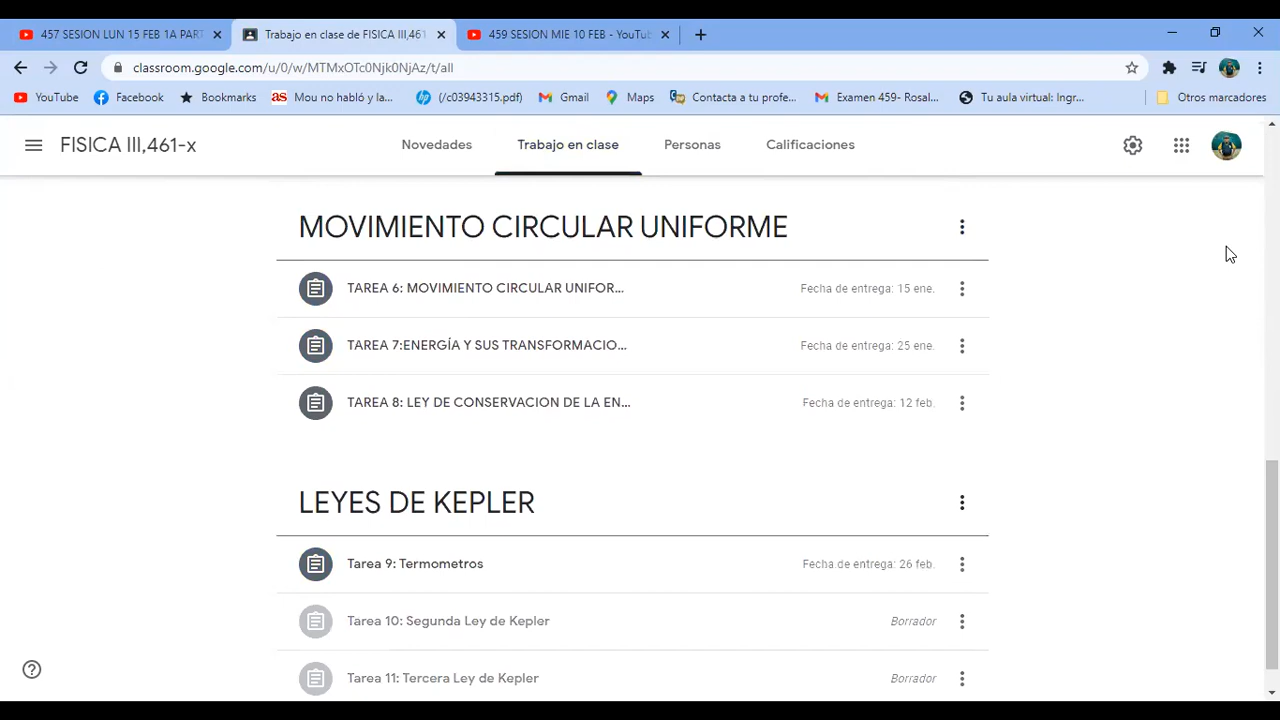 457 SESION LUN 15 FEB 1A PART
Trabajo en clase de FISICA III,461
459 SESION MIE 10 FEB - YouTub
classroom.google.com/u/0/w/MTMxOTc0Njk0NjAz/t/all
YouTube
Facebook
Bookmarks
as
Mou no habló y la...
hp
(/c03943315.pdf)
Gmail
Maps
Contacta a tu profe...
Examen 459- Rosal...
Tu aula virtual: Ingr...
Otros marcadores
FISICA III,461-x
Novedades
Trabajo en clase
Personas
Calificaciones
MOVIMIENTO CIRCULAR UNIFORME
TAREA 6: MOVIMIENTO CIRCULAR UNIFOR...
Fecha de entrega: 15 ene.
TAREA 7:ENERGÍA Y SUS TRANSFORMACIO...
Fecha de entrega: 25 ene.
TAREA 8: LEY DE CONSERVACION DE LA EN...
Fecha de entrega: 12 feb.
LEYES DE KEPLER
Tarea 9: Termometros
Fecha de entrega: 26 feb.
Tarea 10: Segunda Ley de Kepler
Borrador
Tarea 11: Tercera Ley de Kepler
Borrador